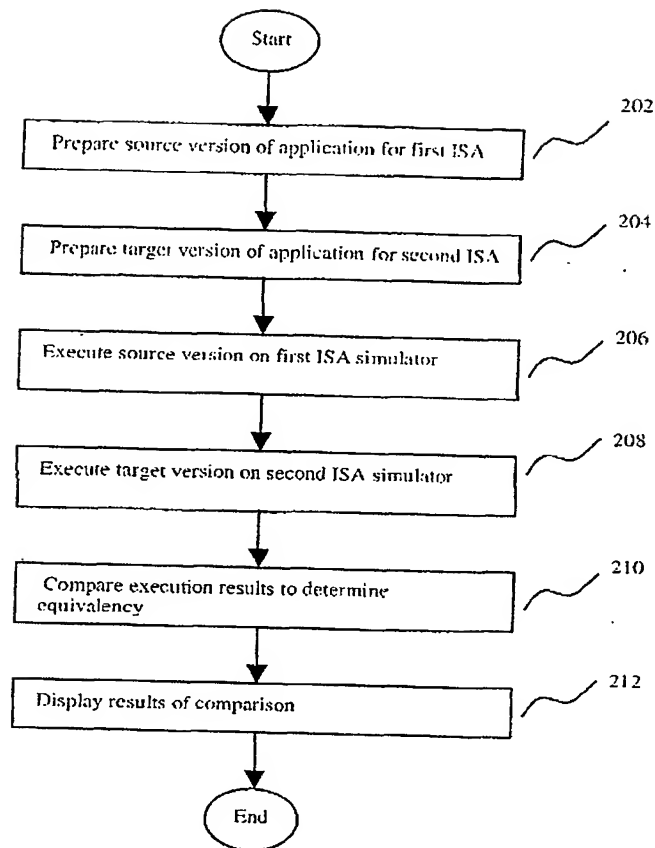 Start
202
Prepare source version of application for first ISA
204
Prepare target version of application for second ISA
206
Execute source version on first ISA simulator
208
Execute target version on second ISA simulator
210
Compare execution results to determine
equivalency
212
Display results of comparison
End